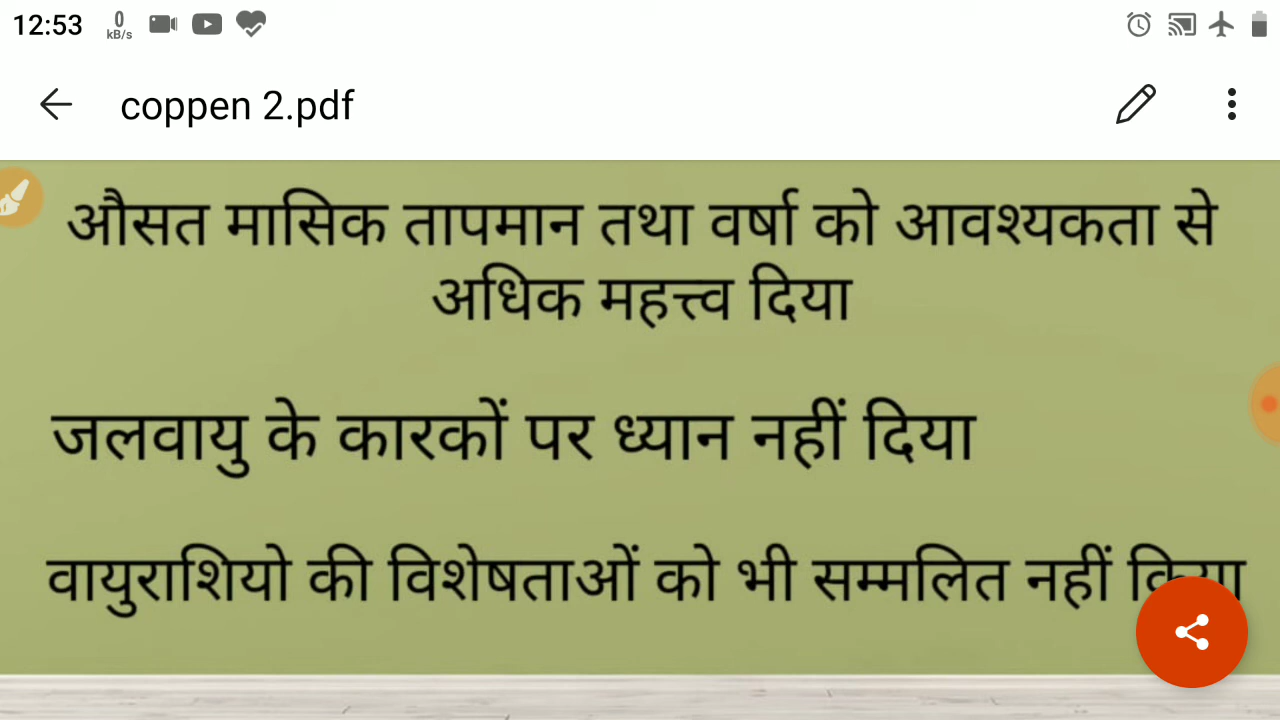 12:53 0 kB/s
coppen 2.pdf
औसत मासिक तापमान तथा वर्षा को आवश्यकता से
अधिक महत्त्व दिया
जलवायु के कारकों पर ध्यान नहीं दिया
वायुराशियो की विशेषताओं को भी सम्मलित नहीं किया